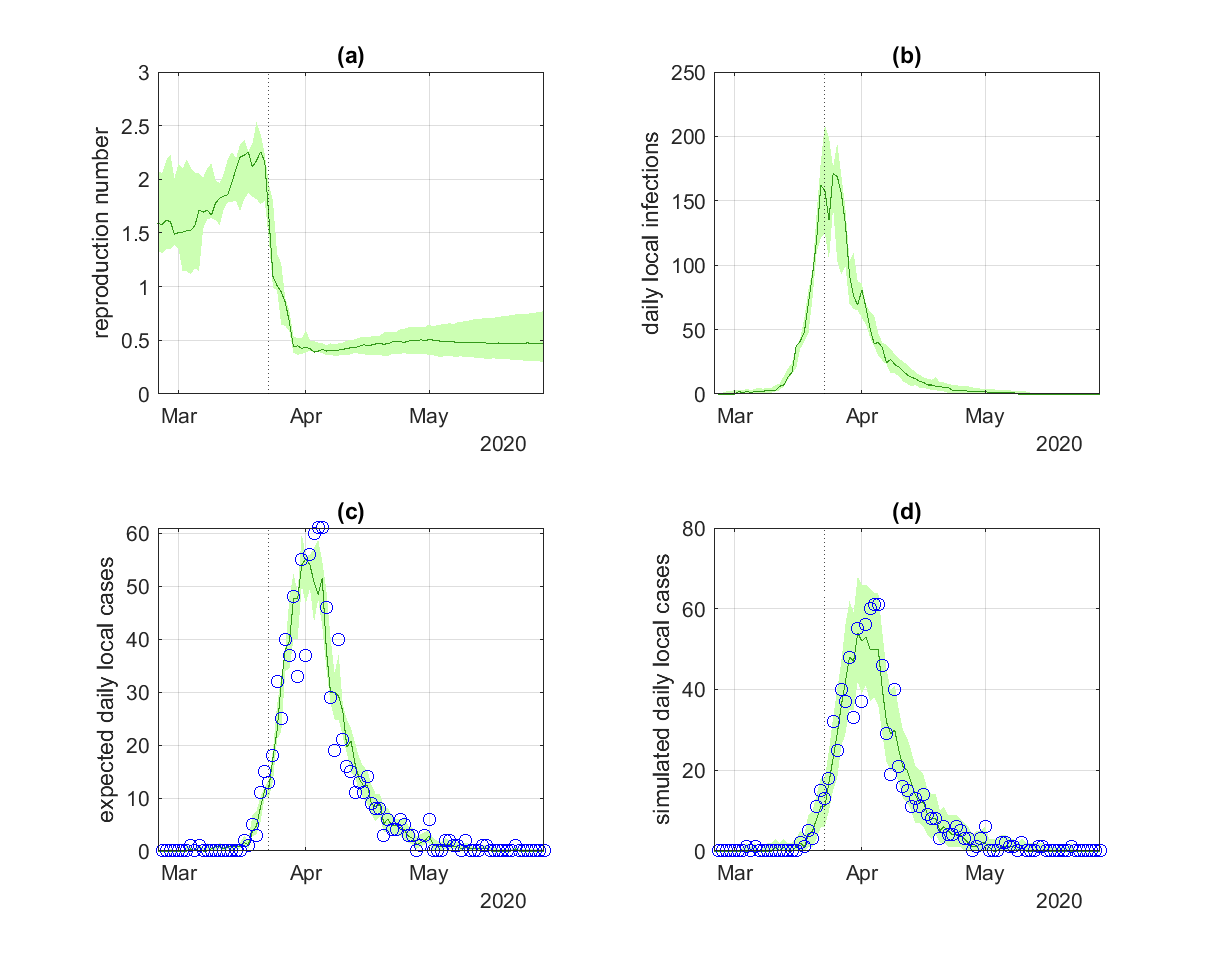 (a)
3
2.5
2
1.5
1
0.5
0
reproduction number
Mar Apr May
2020
(b)
250
200
150
100
50
0
daily local infections
Mar Apr May
2020
(c)
60
50
40
30
20
10
0
expected daily local cases
Mar Apr May
2020
(d)
80
60
40
20
0
simulated daily local cases
Mar Apr May
2020